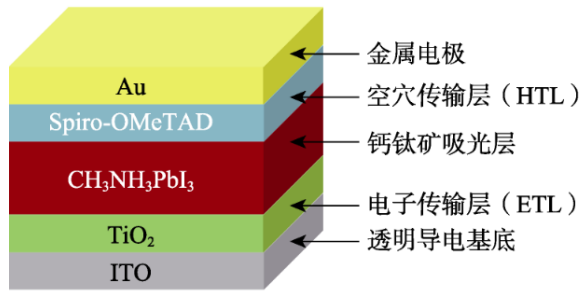 Au
Spiro-OMeTAD
CH₃NH₃PbI₃
TiO₂
ITO
金属电极
空穴传输层（HTL）
钙钛矿吸光层
电子传输层（ETL）
透明导电基底